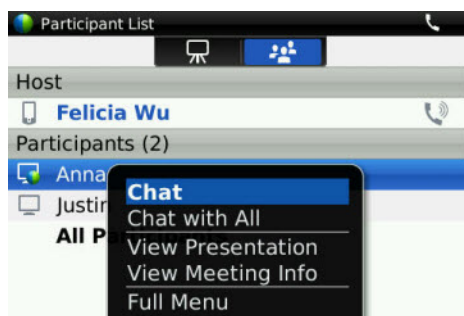 Participant List
Host
Felicia Wu
Participants (2)
Anna
Chat
Chat with All
View Presentation
View Meeting Info
Full Menu